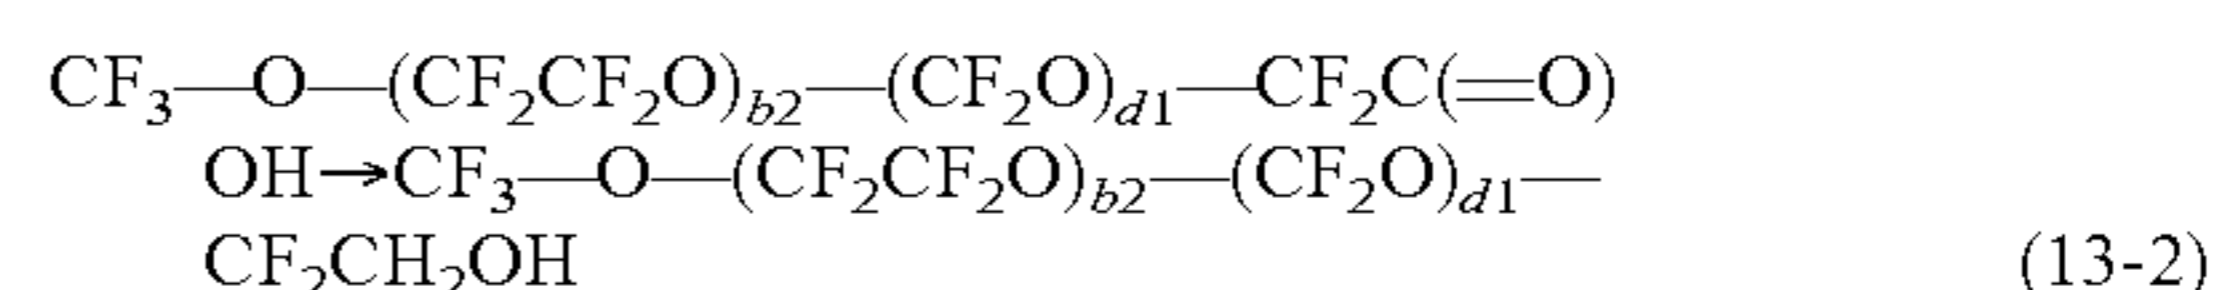 CF₃—O—(CF₂CF₂O)b2—(CF₂O)d1—CF₂C(=O)
OH→CF₃—O—(CF₂CF₂O)b2—(CF₂O)d1—
CF₂CH₂OH (13-2)